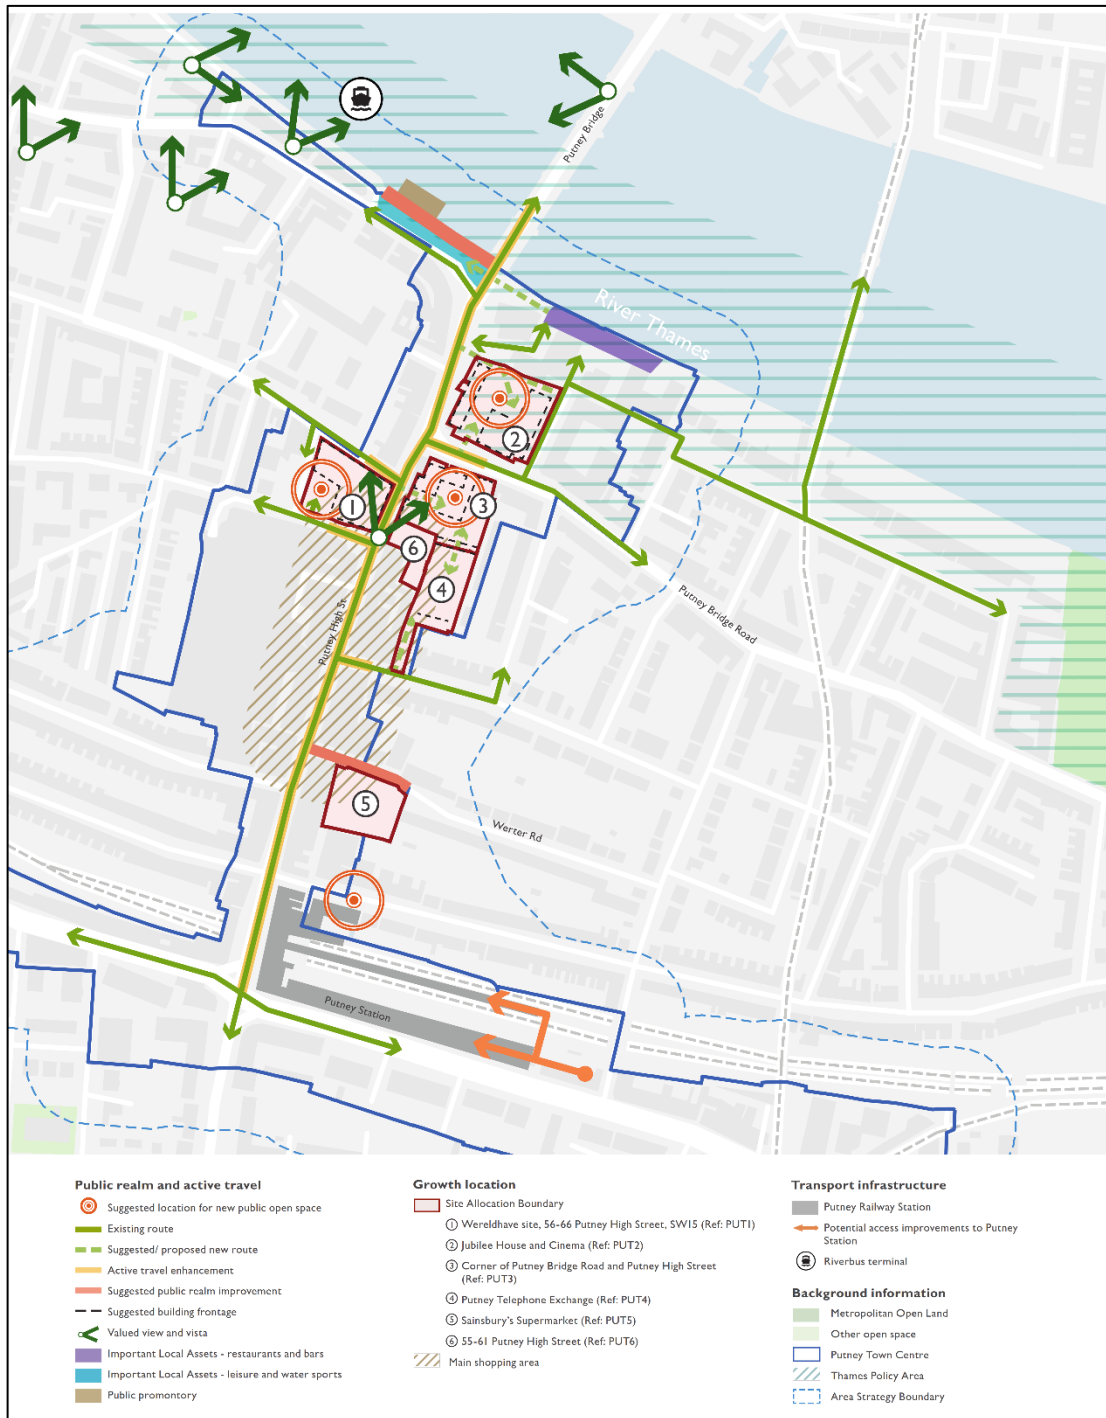 Putney Bridge
River Thames
2
1
3
6
4
Putney High St
Putney Bridge Road
5
Werter Rd
Putney Station
Public realm and active travel
Suggested location for new public open space
Existing route
Suggested/ proposed new route
Active travel enhancement
Suggested public realm improvement
Suggested building frontage
Valued view and vista
Important Local Assets - restaurants and bars
Important Local Assets - leisure and water sports
Public promontory
Growth location
Site Allocation Boundary
1 Wereldhave site, 56-66 Putney High Street, SW15 (Ref: PUT1)
2 Jubilee House and Cinema (Ref: PUT2)
3 Corner of Putney Bridge Road and Putney High Street
(Ref: PUT3)
4 Putney Telephone Exchange (Ref: PUT4)
5 Sainsbury's Supermarket (Ref: PUT5)
6 55-61 Putney High Street (Ref: PUT6)
Main shopping area
Transport infrastructure
Putney Railway Station
Potential access improvements to Putney
Station
Riverbus terminal
Background information
Metropolitan Open Land
Other open space
Putney Town Centre
Thames Policy Area
Area Strategy Boundary